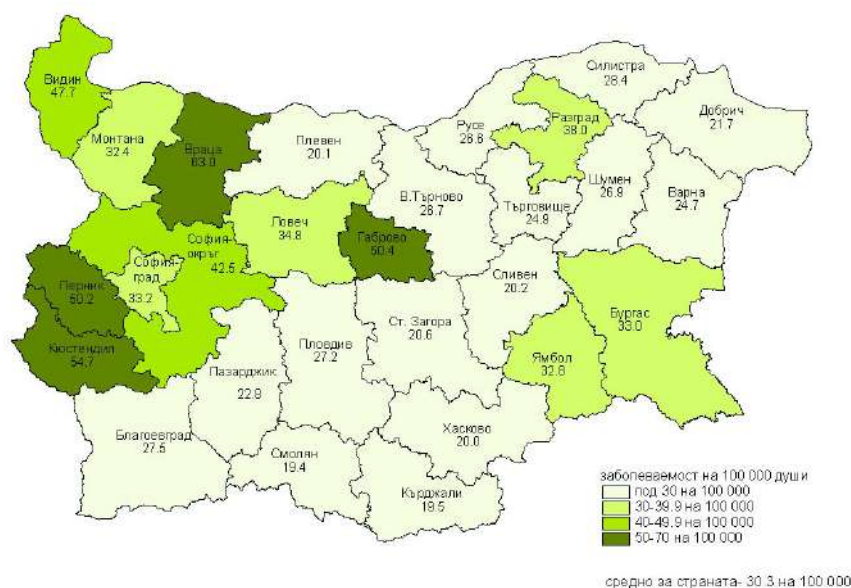 Видин
47.7
Монтана
32.4
Враца
63.0
Плевен
20.1
Русе
28.8
Силистра
28.4
Разград
38.0
Добрич
21.7
В.Търново
28.7
Търговище
24.9
Шумен
26.9
Варна
24.7
Ловеч
34.8
Габрово
50.4
София-
окръг
42.5
София-
град
33.2
Перник
50.2
Кюстендил
54.7
Сливен
20.2
Бургас
33.0
Ст. Загора
20.6
Пловдив
27.2
Ямбол
32.8
Пазарджик
22.8
Благоевград
27.5
Хасково
20.0
Смолян
19.4
Кърджали
19.5
заболеваемост на 100 000 души
под 30 на 100 000
30-39.9 на 100 000
40-49.9 на 100 000
50-70 на 100 000
средно за страната- 30.3 на 100 000